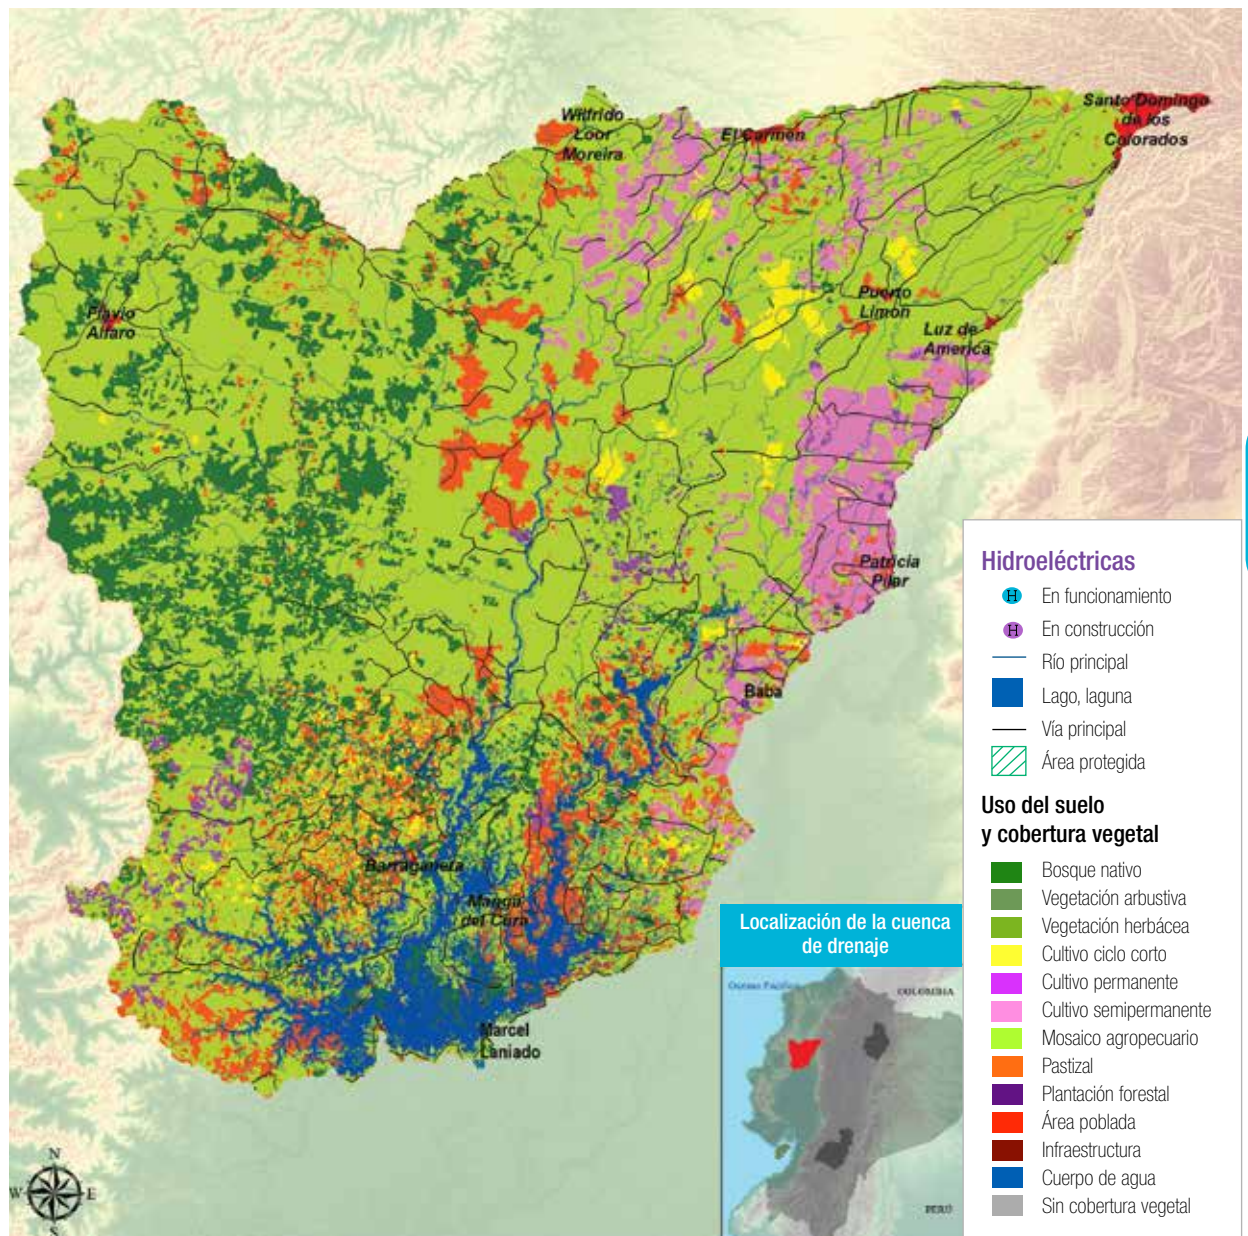 Wilfrido
Loor
Moreira
El Carmen
Santo Domingo
de los
Colorados
Flavio
Alfaro
Puerto
Limón
Luz de
America
Patricia
Pilar
Baba
Barraganeta
Manga
del Cura
Marcel
Laniado
N
W
E
S
Hidroeléctricas
H En funcionamiento
H En construcción
Río principal
Lago, laguna
Vía principal
Área protegida
Uso del suelo
y cobertura vegetal
Bosque nativo
Vegetación arbustiva
Vegetación herbácea
Cultivo ciclo corto
Cultivo permanente
Cultivo semipermanente
Mosaico agropecuario
Pastizal
Plantación forestal
Área poblada
Infraestructura
Cuerpo de agua
Sin cobertura vegetal
Localización de la cuenca
de drenaje
Océano Pacífico
COLOMBIA
PERÚ